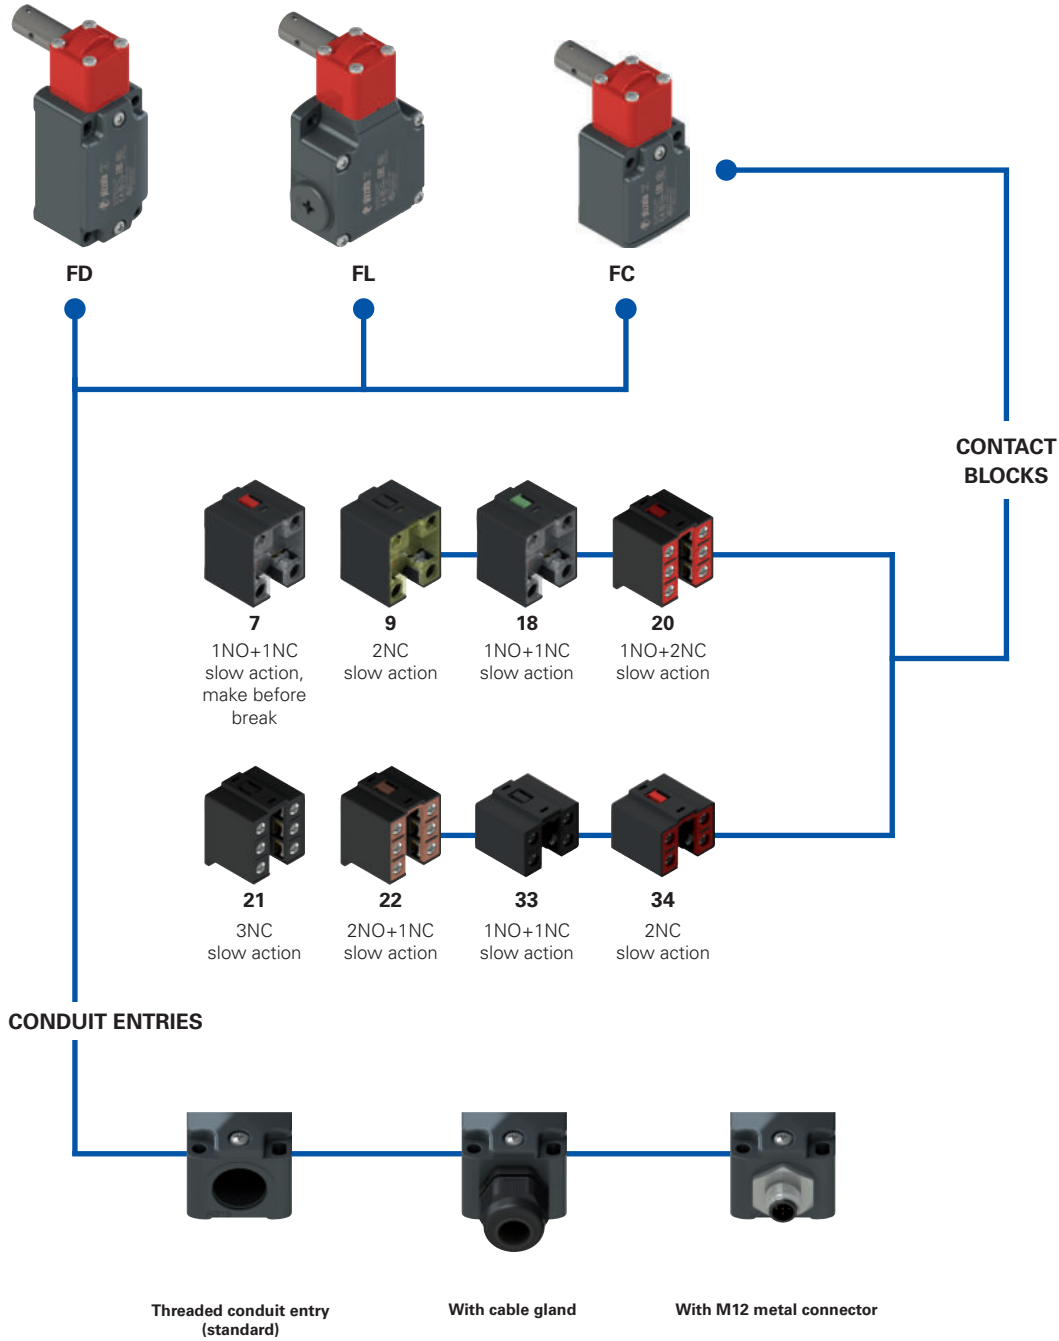 FD
FL
FC
CONTACT
BLOCKS
7
9
18
20
1NO+1NC
slow action,
make before
break
2NC
slow action
1NO+1NC
slow action
1NO+2NC
slow action
21
22
33
34
3NC
slow action
2NO+1NC
slow action
1NO+1NC
slow action
2NC
slow action
CONDUIT ENTRIES
Threaded conduit entry
(standard)
With cable gland
With M12 metal connector